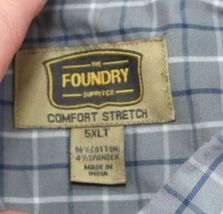 THE
FOUNDRY
SUPPLY CO
COMFORT STRETCH
5XLT
96% COTTON
4% SPANDEX
MADE IN
INDIA